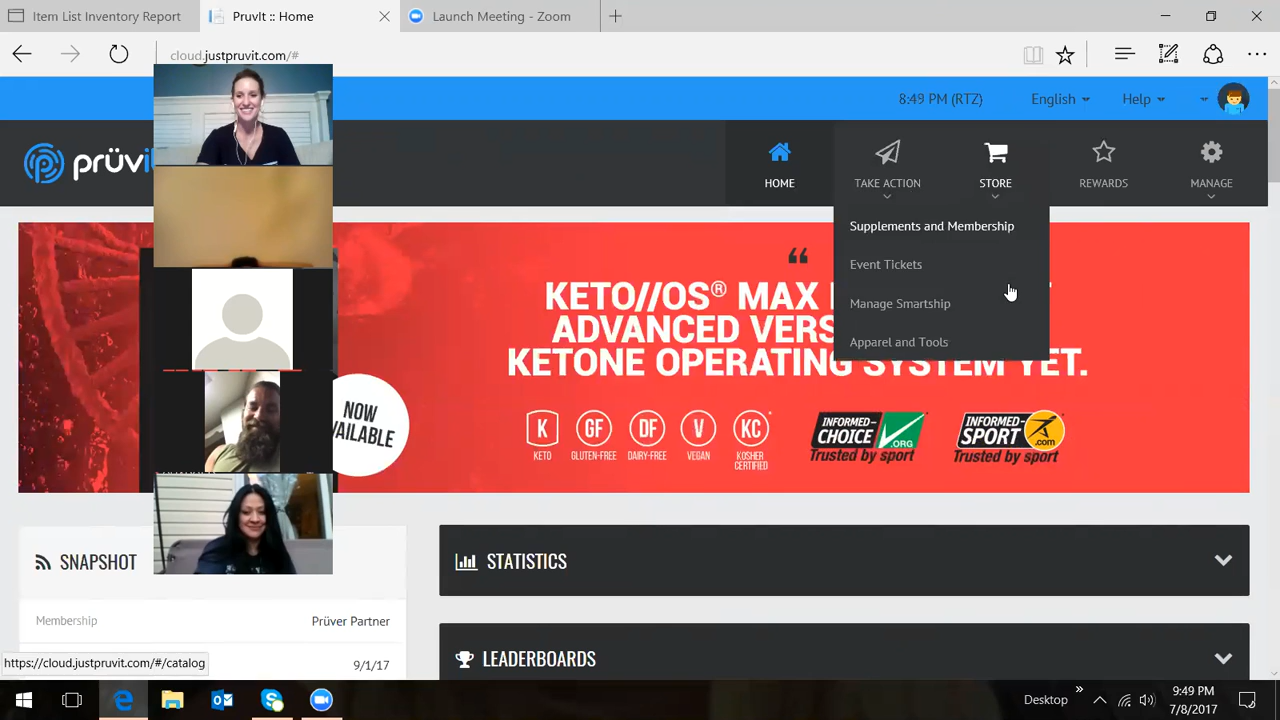 Item List Inventory Report
PruvIt :: Home
Launch Meeting - Zoom
cloud.justpruvit.com/#
8:49 PM (RTZ)
English
Help
prüvi
HOME
TAKE ACTION
STORE
REWARDS
MANAGE
Supplements and Membership
Event Tickets
Manage Smartship
Apparel and Tools
“
KETO//OS® MAX
ADVANCED VERS
KETONE OPERATING SYSTEM YET.
NOW
K
KETO
GF
GLUTEN-FREE
DF
DAIRY-FREE
V
VEGAN
KC
KOSHER
CERTIFIED
INFORMED-
CHOICE
.ORG
Trusted by sport
INFORMED-
SPORT
.COM
Trusted by sport
VAILABLE
SNAPSHOT
STATISTICS
Membership
Prüver Partner
LEADERBOARDS
https://cloud.justpruvit.com/#/catalog
9/1/17
Desktop
9:49 PM
7/8/2017